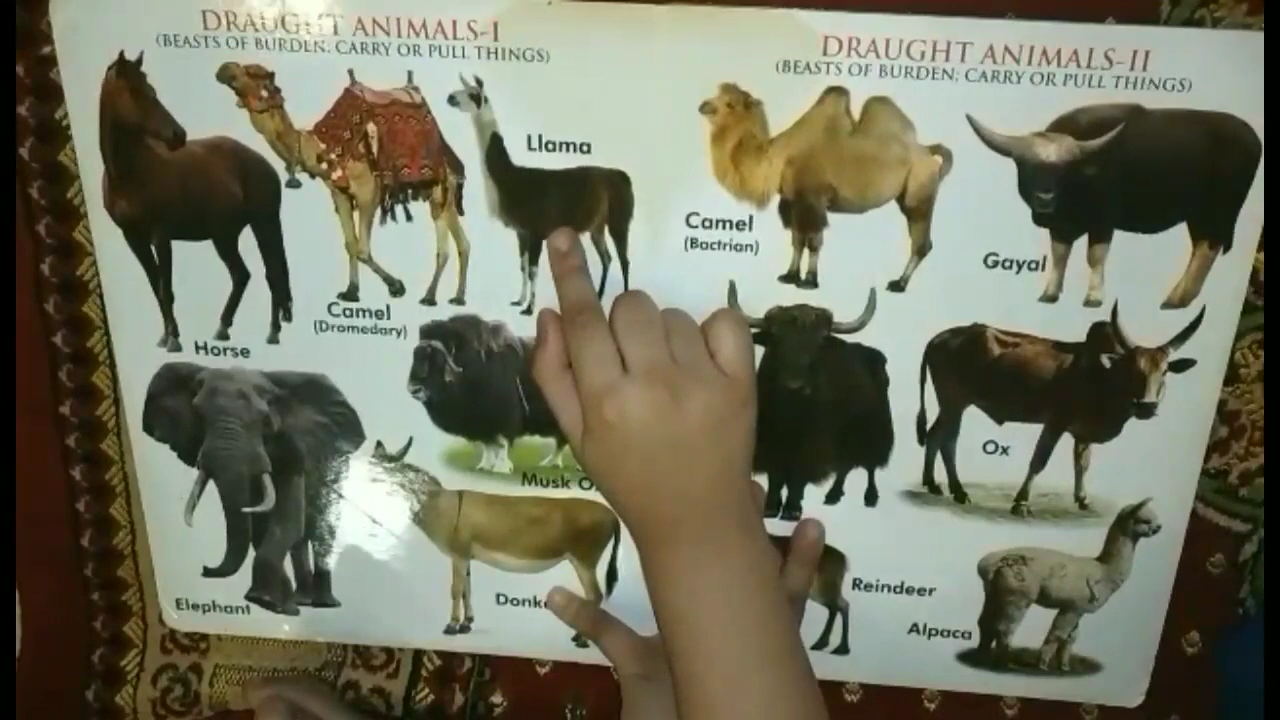 DRAUGHT ANIMALS-I
(BEASTS OF BURDEN; CARRY OR PULL THINGS)
Horse
Camel
(Dromedary)
Llama
Elephant
Musk
DRAUGHT ANIMALS-II
(BEASTS OF BURDEN; CARRY OR PULL THINGS)
Camel
(Bactrian)
Gayal
Ox
Reindeer
Alpaca